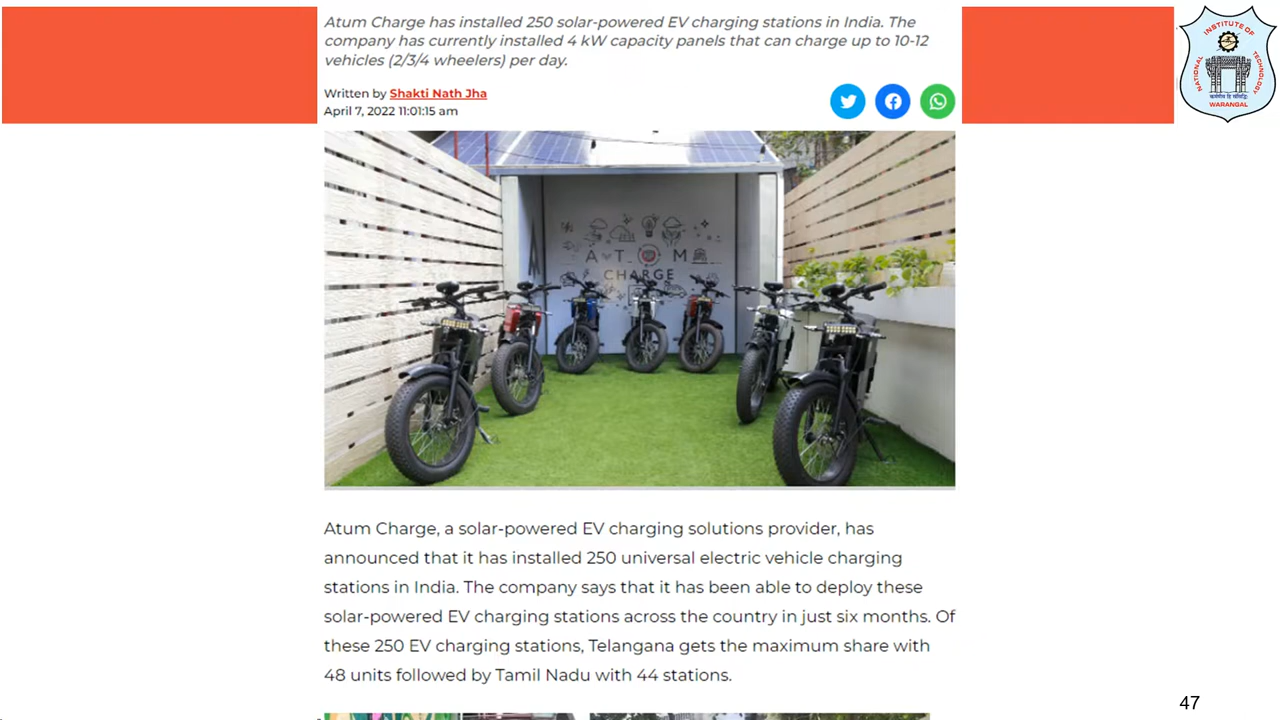 Atum Charge has installed 250 solar-powered EV charging stations in India. The
company has currently installed 4 kW capacity panels that can charge up to 10-12
vehicles (2/3/4 wheelers) per day.
Written by Shakti Nath Jha
April 7, 2022 11:01:15 am
INSTITUTE OF
NATIONAL
TECHNOLOGY
WARANGAL
CHARGE
Atum Charge, a solar-powered EV charging solutions provider, has
announced that it has installed 250 universal electric vehicle charging
stations in India. The company says that it has been able to deploy these
solar-powered EV charging stations across the country in just six months. Of
these 250 EV charging stations, Telangana gets the maximum share with
48 units followed by Tamil Nadu with 44 stations.
47